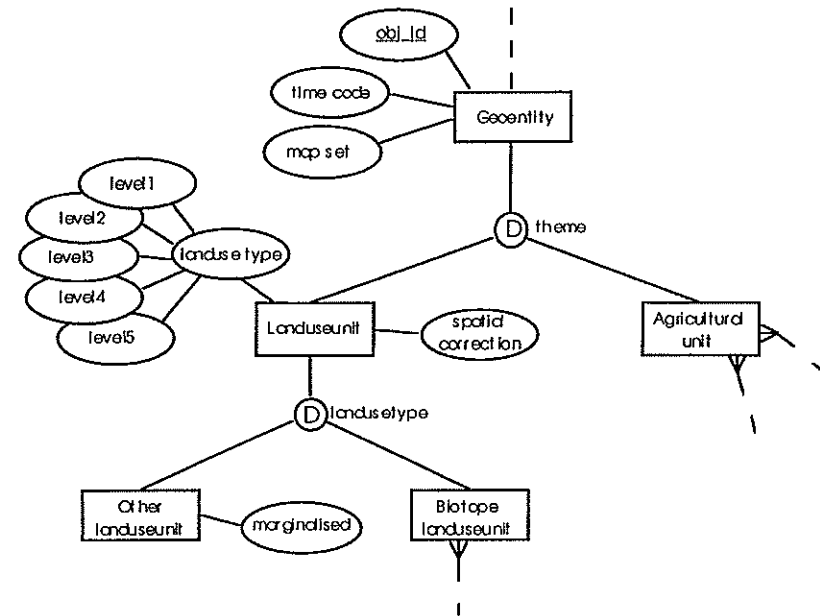 obj_id
time code
Geoentity
map set
level1
level2
level3
level4
level5
landuse type
D
theme
Landuseunit
spatial
correction
Agricultural
unit
D
landusetype
Other
landuseunit
marginalised
Biotope
landuseunit